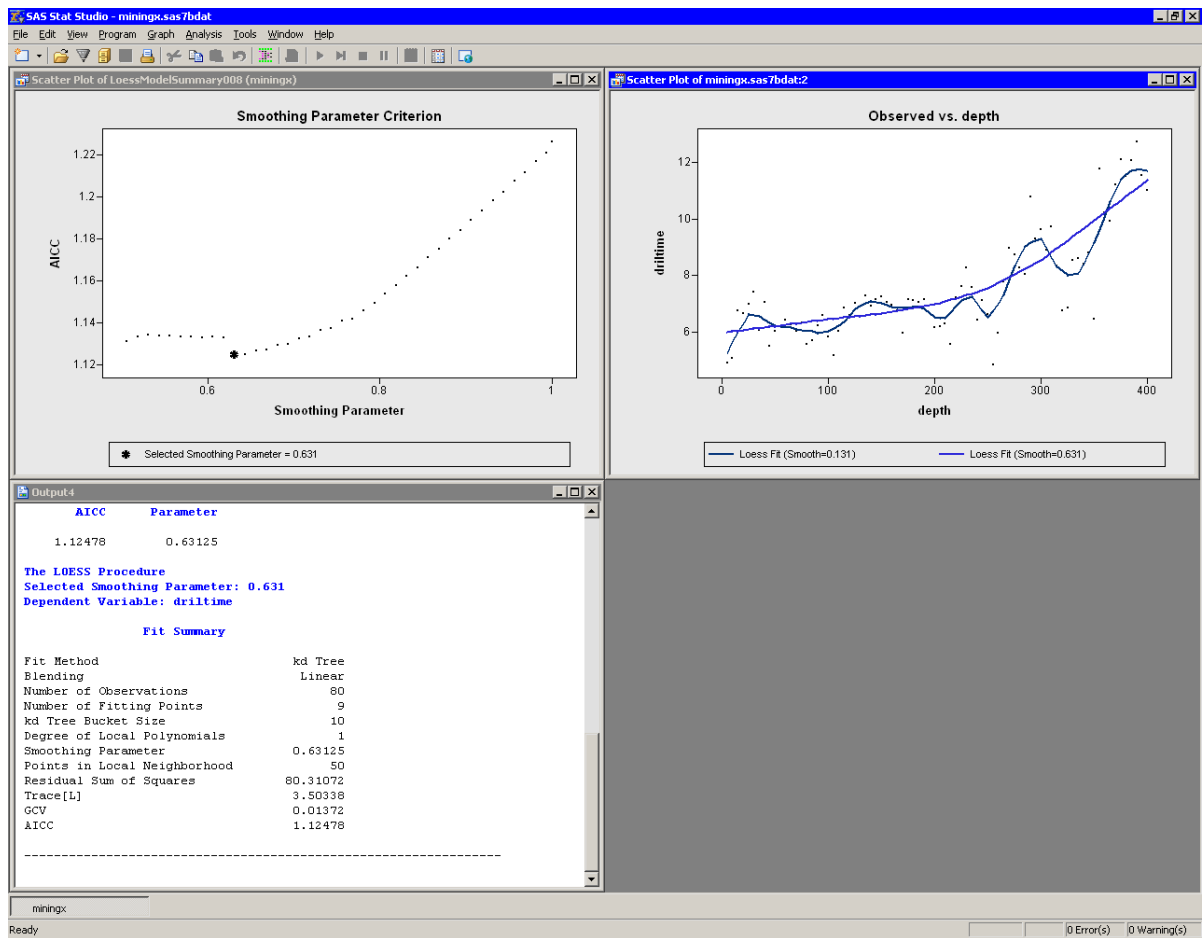 SAS Stat Studio - miningx.sas7bdat
File Edit View Program Graph Analysis Tools Window Help
Scatter Plot of LoessModelSummary008 (miningx)
Smoothing Parameter Criterion
1.22
1.2
1.18
1.16
1.14
1.12
AICC
0.6 0.8 1
Smoothing Parameter
Selected Smoothing Parameter = 0.631
Scatter Plot of miningx.sas7bdat:2
Observed vs. depth
12
10
8
6
driltime
0 100 200 300 400
depth
Loess Fit (Smooth=0.131) Loess Fit (Smooth=0.631)
Output4
AICC Parameter
1.12478 0.63125
The LOESS Procedure
Selected Smoothing Parameter: 0.631
Dependent Variable: driltime
Fit Summary
Fit Method kd Tree
Blending Linear
Number of Observations 80
Number of Fitting Points 9
kd Tree Bucket Size 10
Degree of Local Polynomials 1
Smoothing Parameter 0.63125
Points in Local Neighborhood 50
Residual Sum of Squares 80.31072
Trace[L] 3.50338
GCV 0.01372
AICC 1.12478
miningx
Ready 0 Error(s) 0 Warning(s)